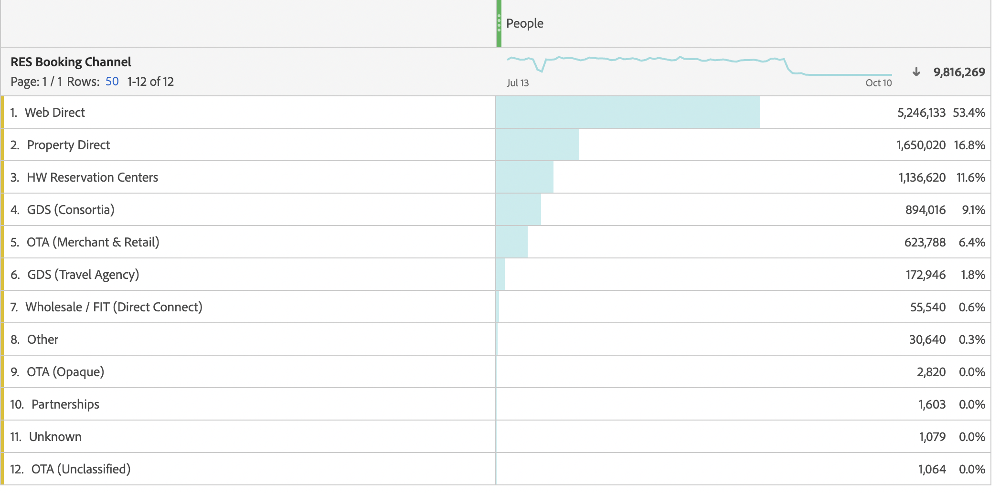 People
RES Booking Channel
Page: 1 / 1 Rows: 50 1-12 of 12
Jul 13
Oct 10
9,816,269
1. Web Direct 5,246,133 53.4%
2. Property Direct 1,650,020 16.8%
3. HW Reservation Centers 1,136,620 11.6%
4. GDS (Consortia) 894,016 9.1%
5. OTA (Merchant & Retail) 623,788 6.4%
6. GDS (Travel Agency) 172,946 1.8%
7. Wholesale / FIT (Direct Connect) 55,540 0.6%
8. Other 30,640 0.3%
9. OTA (Opaque) 2,820 0.0%
10. Partnerships 1,603 0.0%
11. Unknown 1,079 0.0%
12. OTA (Unclassified) 1,064 0.0%